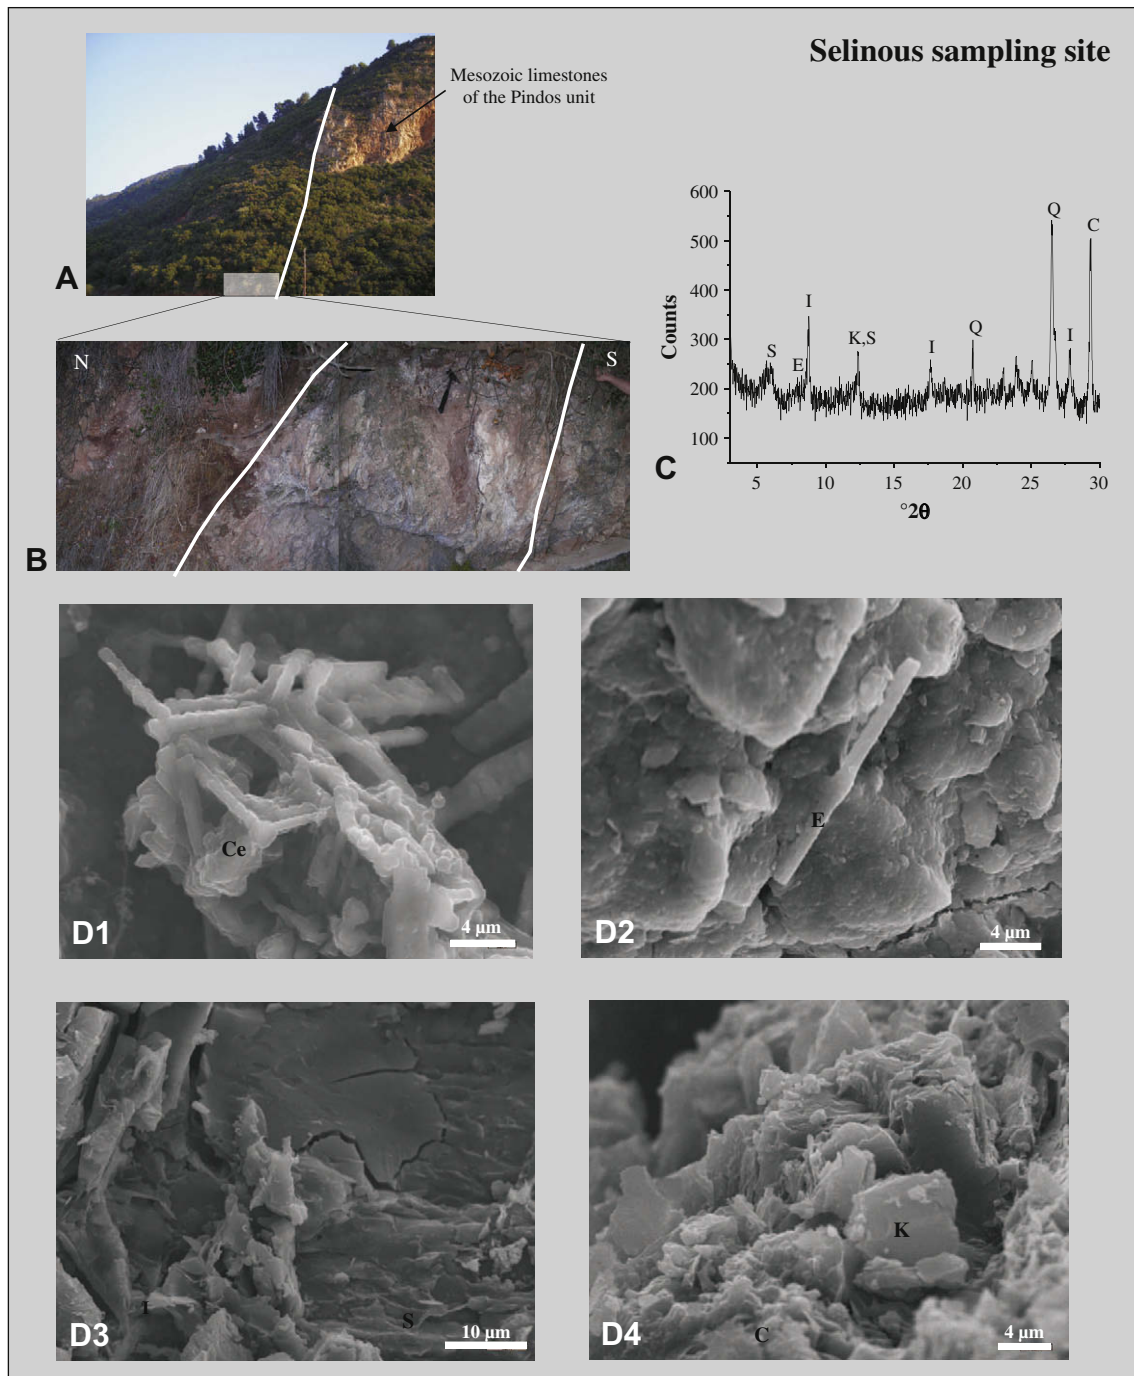 Selinous sampling site
Mesozoic limestones
of the Pindos unit
A
N
S
B
600
500
400
300
200
100
Counts
S
E
I
K,S
I
Q
Q
I
C
5
10
15
20
25
30
°2θ
C
Ce
D1
4 µm
E
D2
4 µm
I
S
D3
10 µm
K
C
D4
4 µm